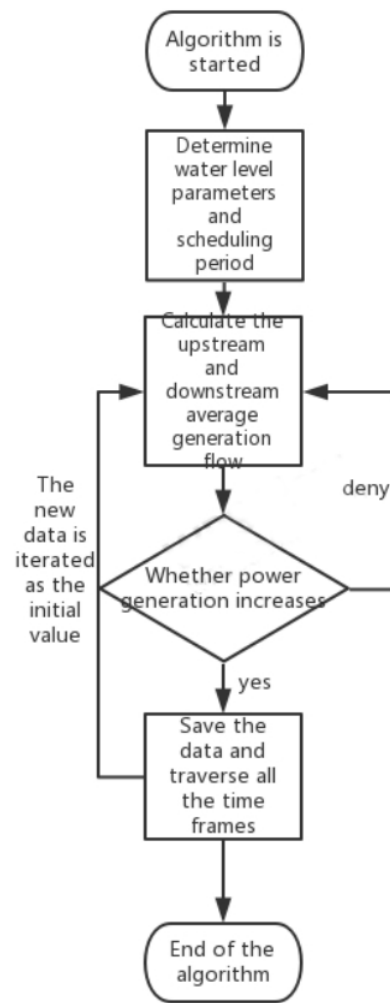 Algorithm is
started
Determine
water level
parameters
and
scheduling
period
Calculate the
upstream
and
downstream
average
generation
flow
The
new
data is
iterated
as the
initial
value
deny
Whether power
generation increases
yes
Save the
data and
traverse all
the time
frames
End of the
algorithm